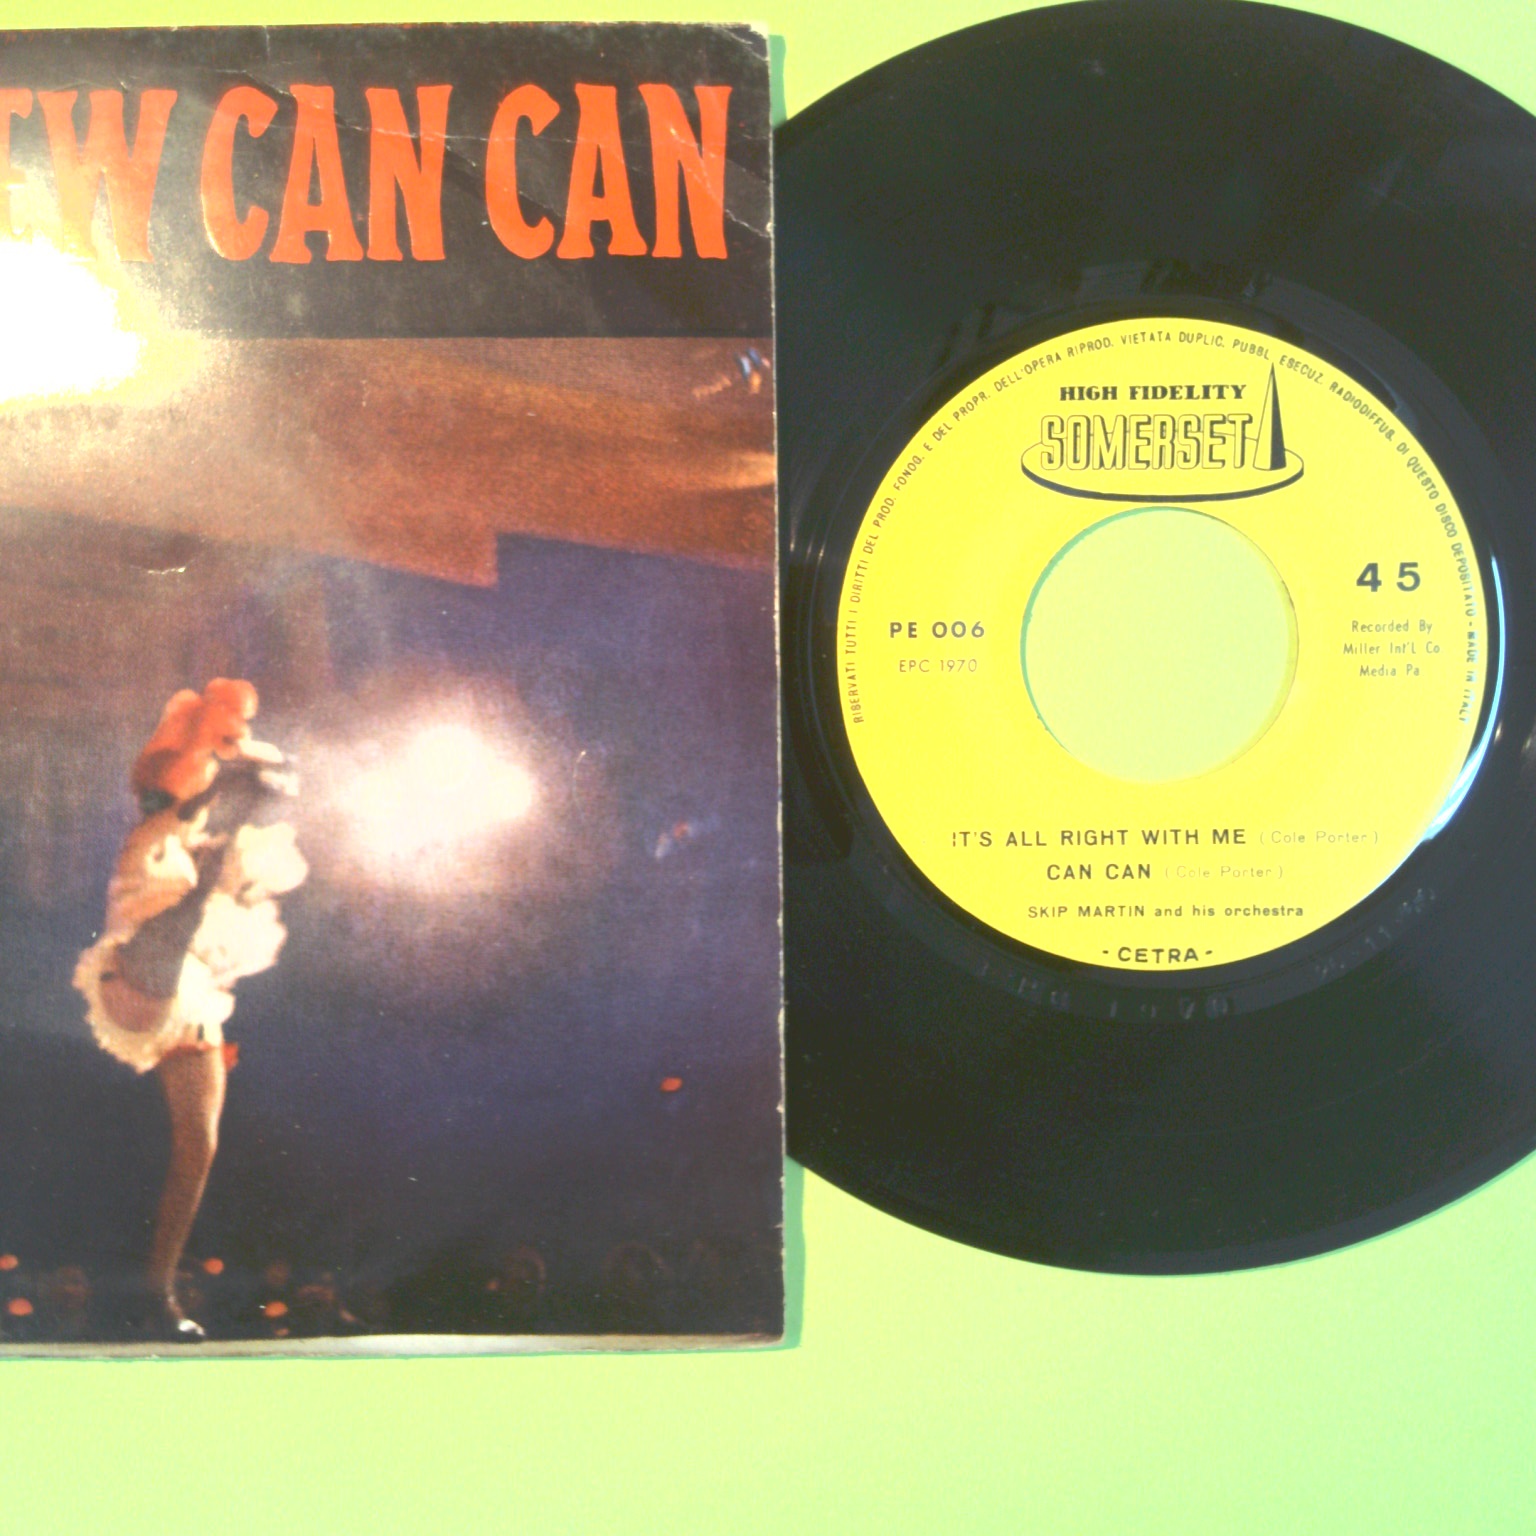 EW CAN CAN
RISERVATI TUTTI I DIRITTI DEL PROD. FONOG. E DEL PROPR. DELL'OPERA RIPROD. VIETATA DUPLIC. PUBBL. ESECUZ. RADIODIFFUS. DI QUESTO DISCO DEPOSITATO - MADE IN ITALY
HIGH FIDELITY
SOMERSET
45
PE 006
EPC 1970
Recorded By
Miller Int'L Co
Media Pa
IT'S ALL RIGHT WITH ME (Cole Porter)
CAN CAN (Cole Porter)
SKIP MARTIN and his orchestra
- CETRA -